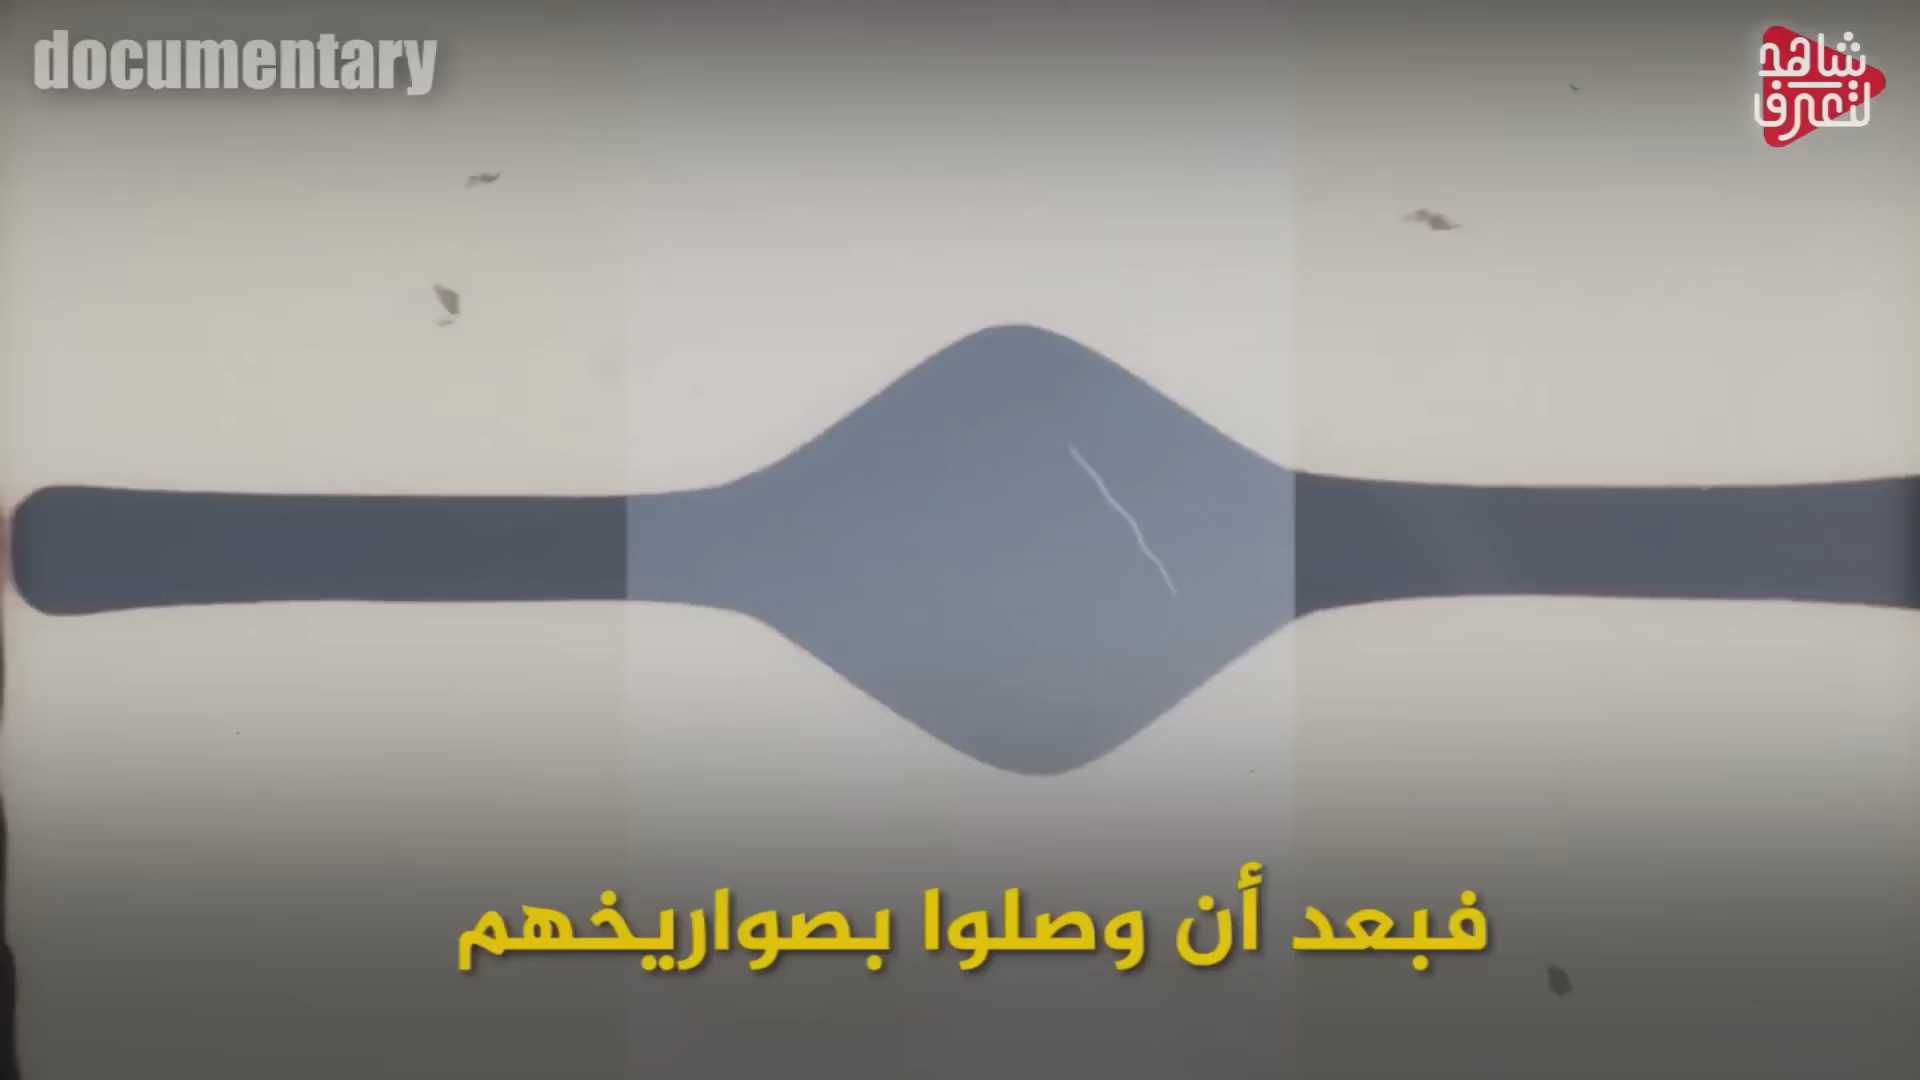 documentary
شاهد
لتعرف
فبعد أن وصلوا بصواريخهم